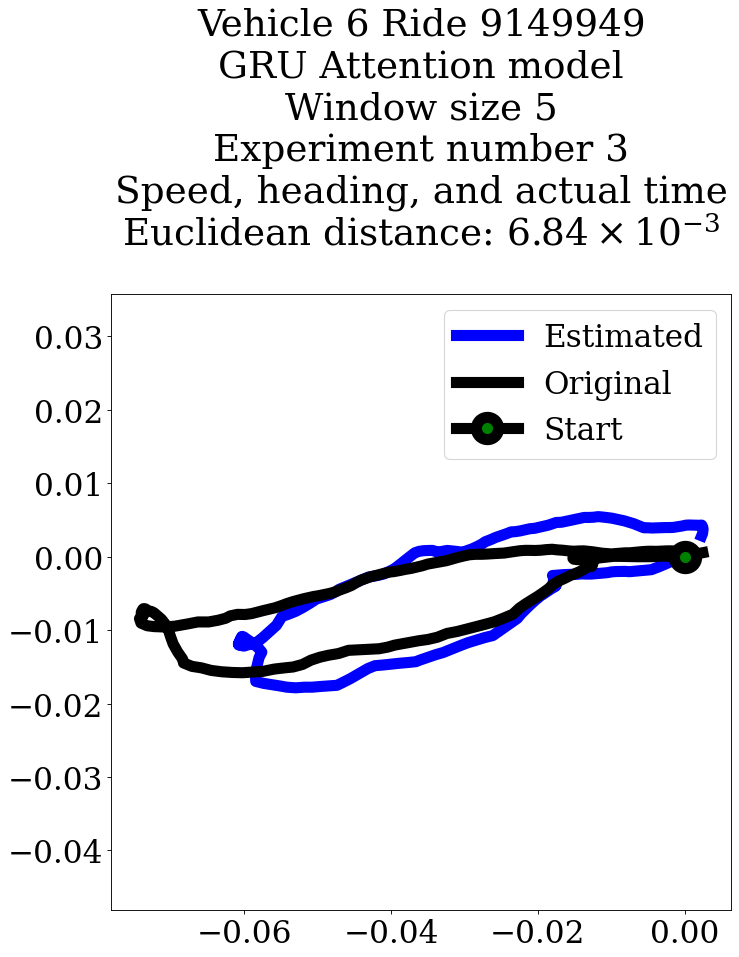 Vehicle 6 Ride 9149949
GRU Attention model
Window size 5
Experiment number 3
Speed, heading, and actual time
Euclidean distance: 6.84 × 10⁻³
Estimated
Original
Start
0.03
0.02
0.01
0.00
−0.01
−0.02
−0.03
−0.04
−0.06
−0.04
−0.02
0.00